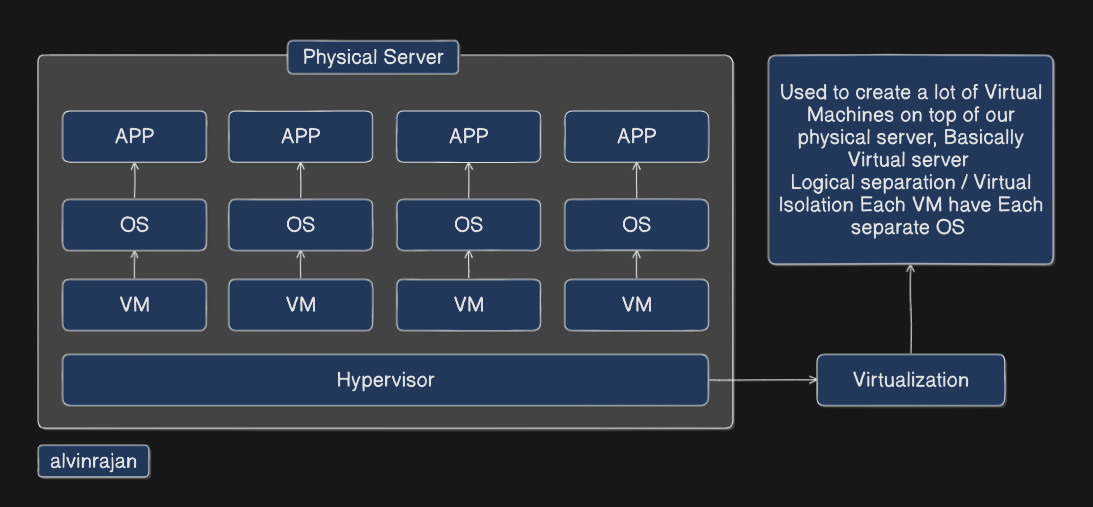 Physical Server
APP APP APP APP
OS OS OS OS
VM VM VM VM
Hypervisor
Used to create a lot of Virtual
Machines on top of our
physical server, Basically
Virtual server
Logical separation / Virtual
Isolation Each VM have Each
separate OS
Virtualization
alvinrajan